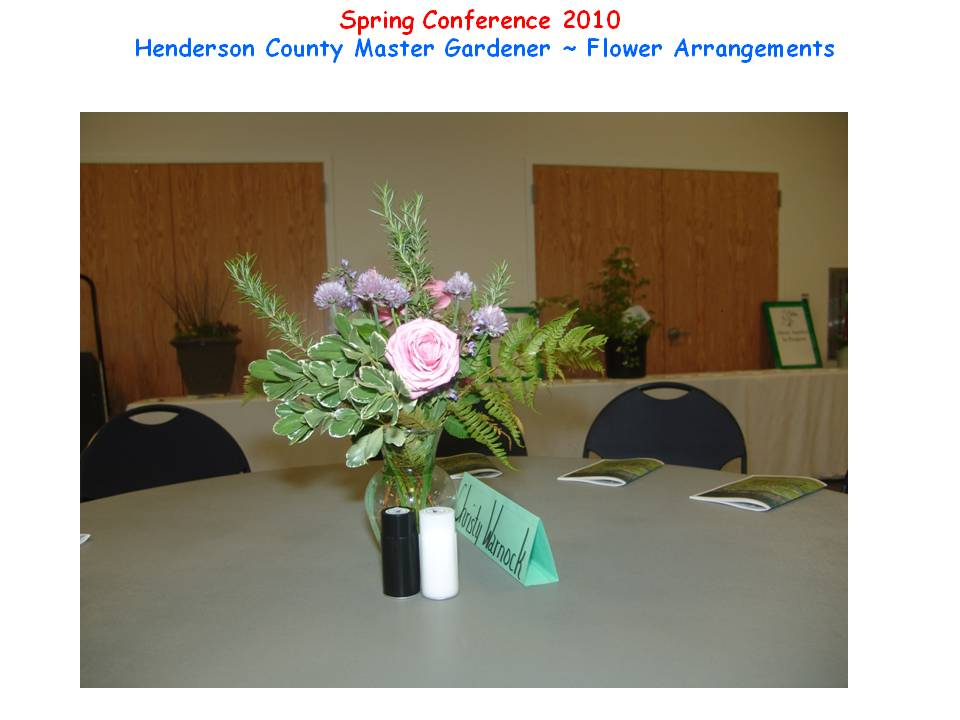 Spring Conference 2010
Henderson County Master Gardener ~ Flower Arrangements
Christy Warnock